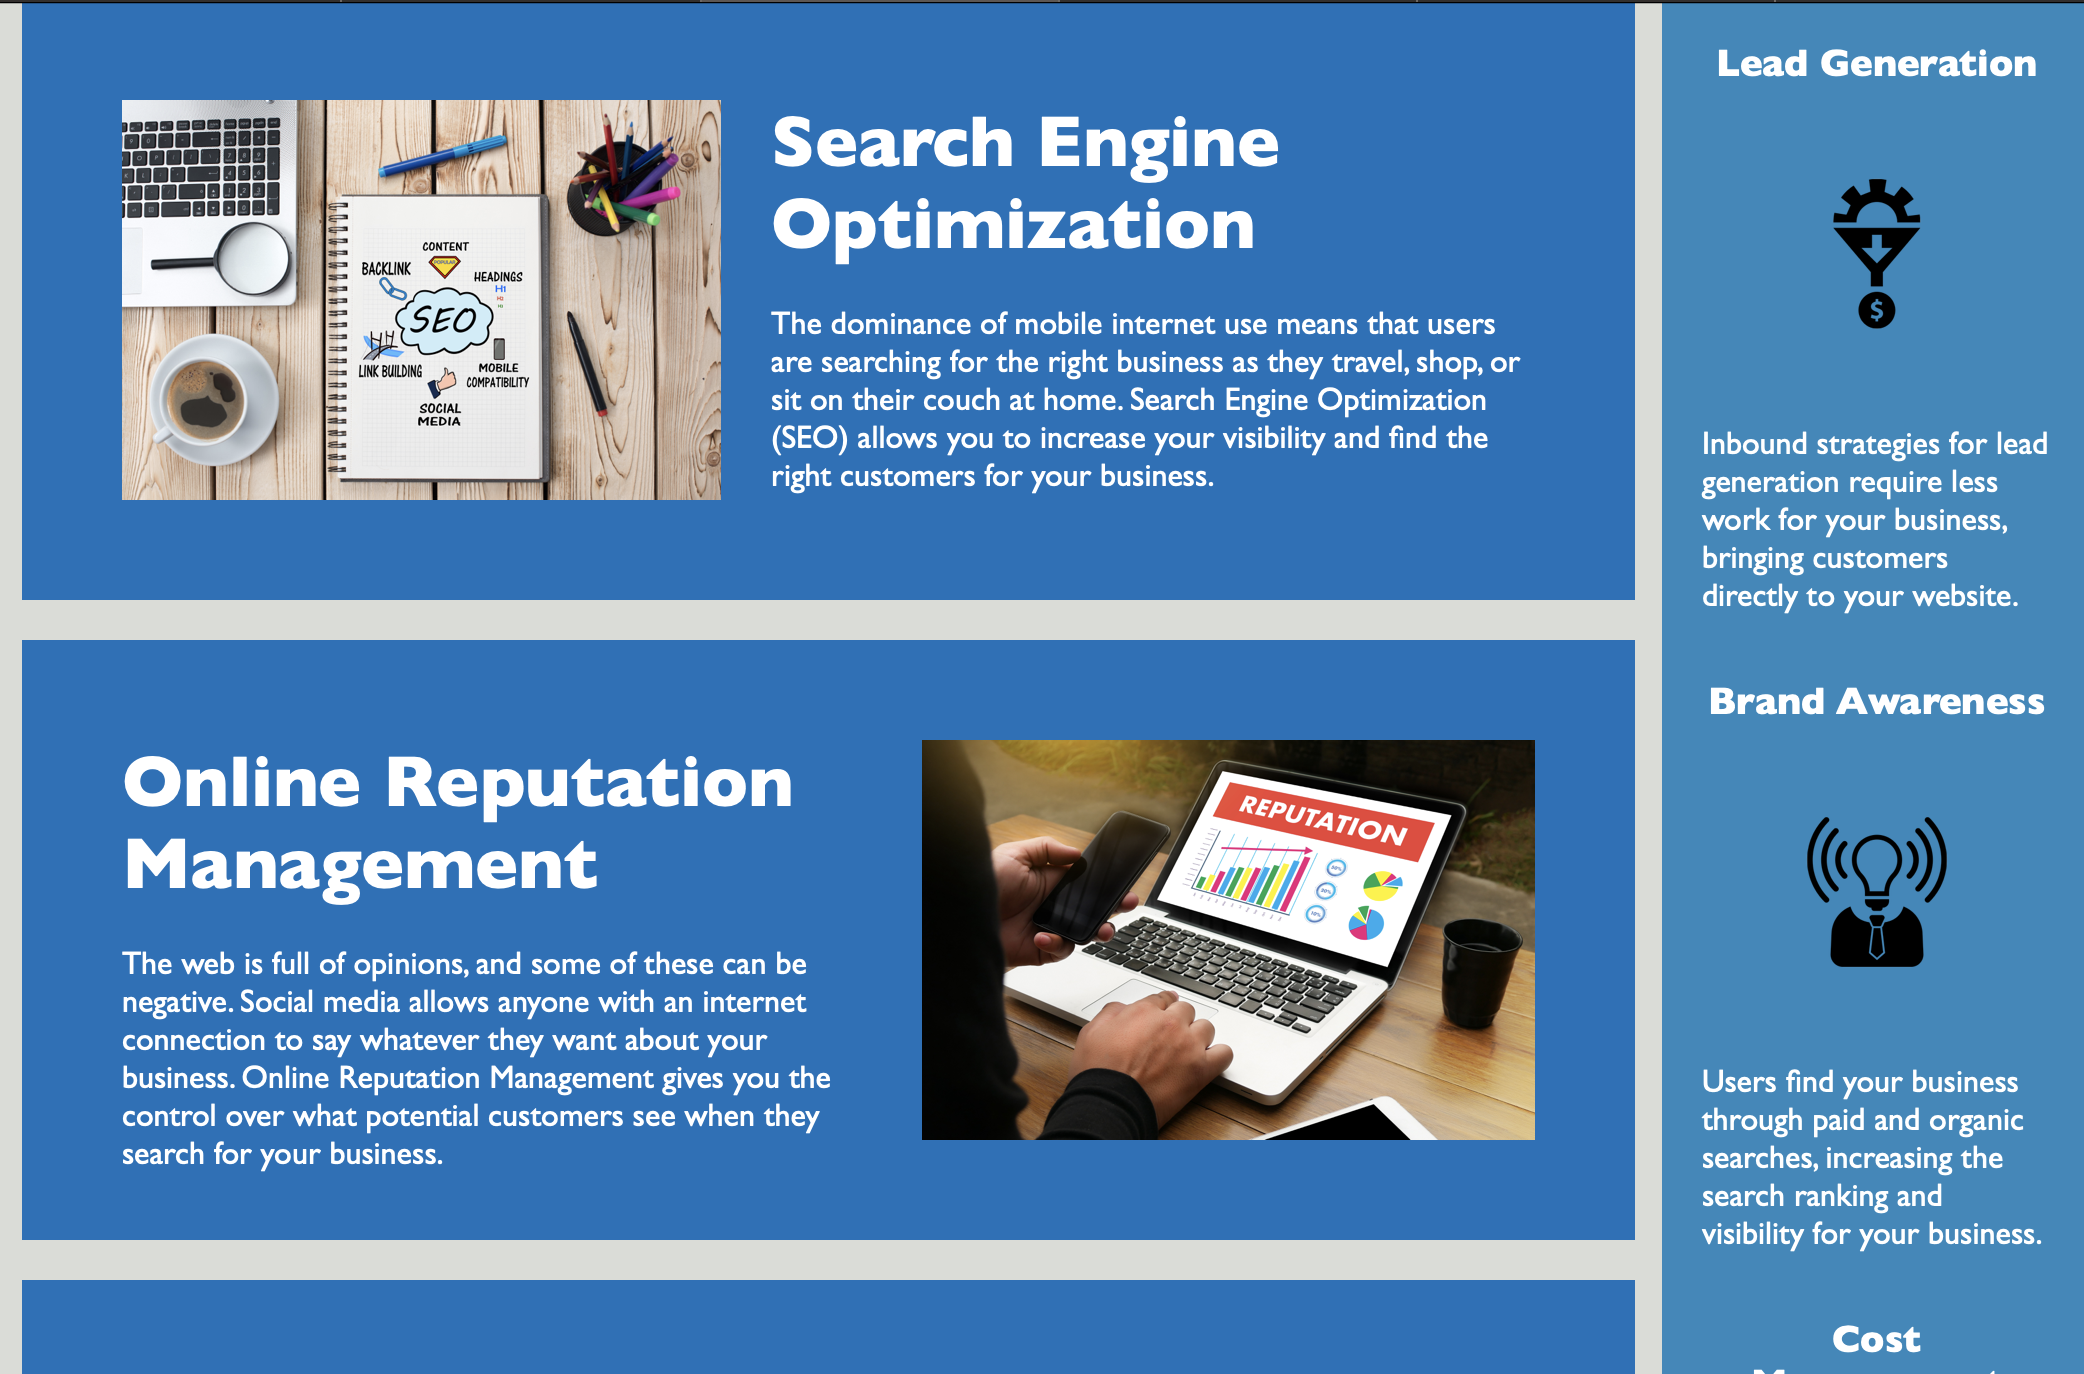 Search Engine
Optimization
The dominance of mobile internet use means that users
are searching for the right business as they travel, shop, or
sit on their couch at home. Search Engine Optimization
(SEO) allows you to increase your visibility and find the
right customers for your business.
CONTENT
POPULAR
BACKLINK
HEADINGS
H1
H2
H3
SEO
LINK BUILDING
MOBILE
COMPATIBILITY
SOCIAL
MEDIA
Online Reputation
Management
The web is full of opinions, and some of these can be
negative. Social media allows anyone with an internet
connection to say whatever they want about your
business. Online Reputation Management gives you the
control over what potential customers see when they
search for your business.
REPUTATION
Lead Generation
$
Inbound strategies for lead
generation require less
work for your business,
bringing customers
directly to your website.
Brand Awareness
Users find your business
through paid and organic
searches, increasing the
search ranking and
visibility for your business.
Cost